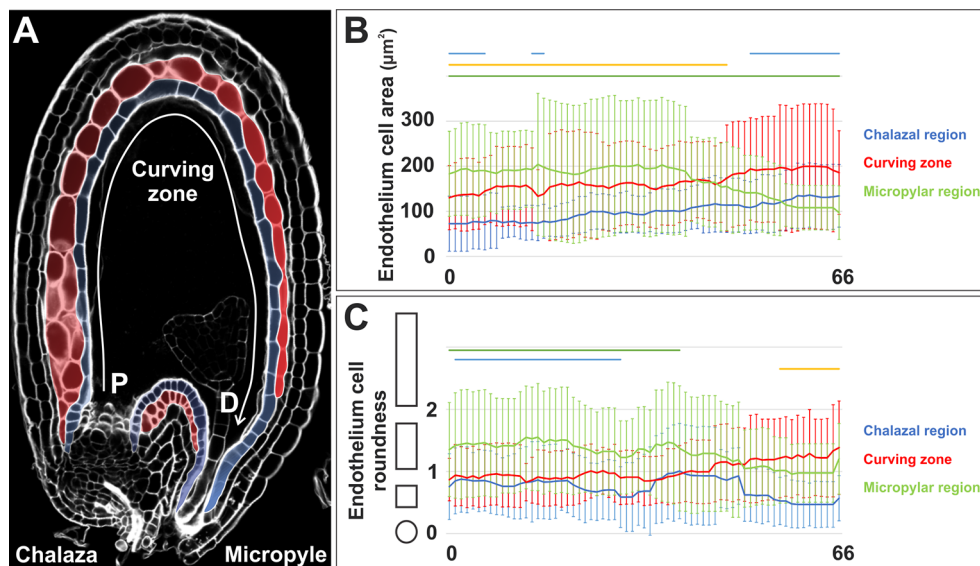 A
Curving
zone
P
D
Chalaza
Micropyle
B
Endothelium cell area (µm²)
300
200
100
0
0
66
Chalazal region
Curving zone
Micropylar region
C
Endothelium cell
roundness
2
1
0
0
66
Chalazal region
Curving zone
Micropylar region